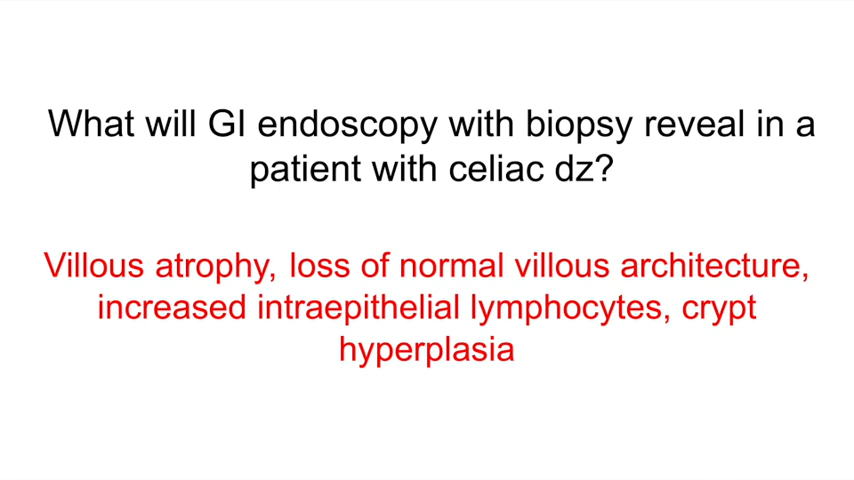 What will GI endoscopy with biopsy reveal in a
patient with celiac dz?
Villous atrophy, loss of normal villous architecture,
increased intraepithelial lymphocytes, crypt
hyperplasia